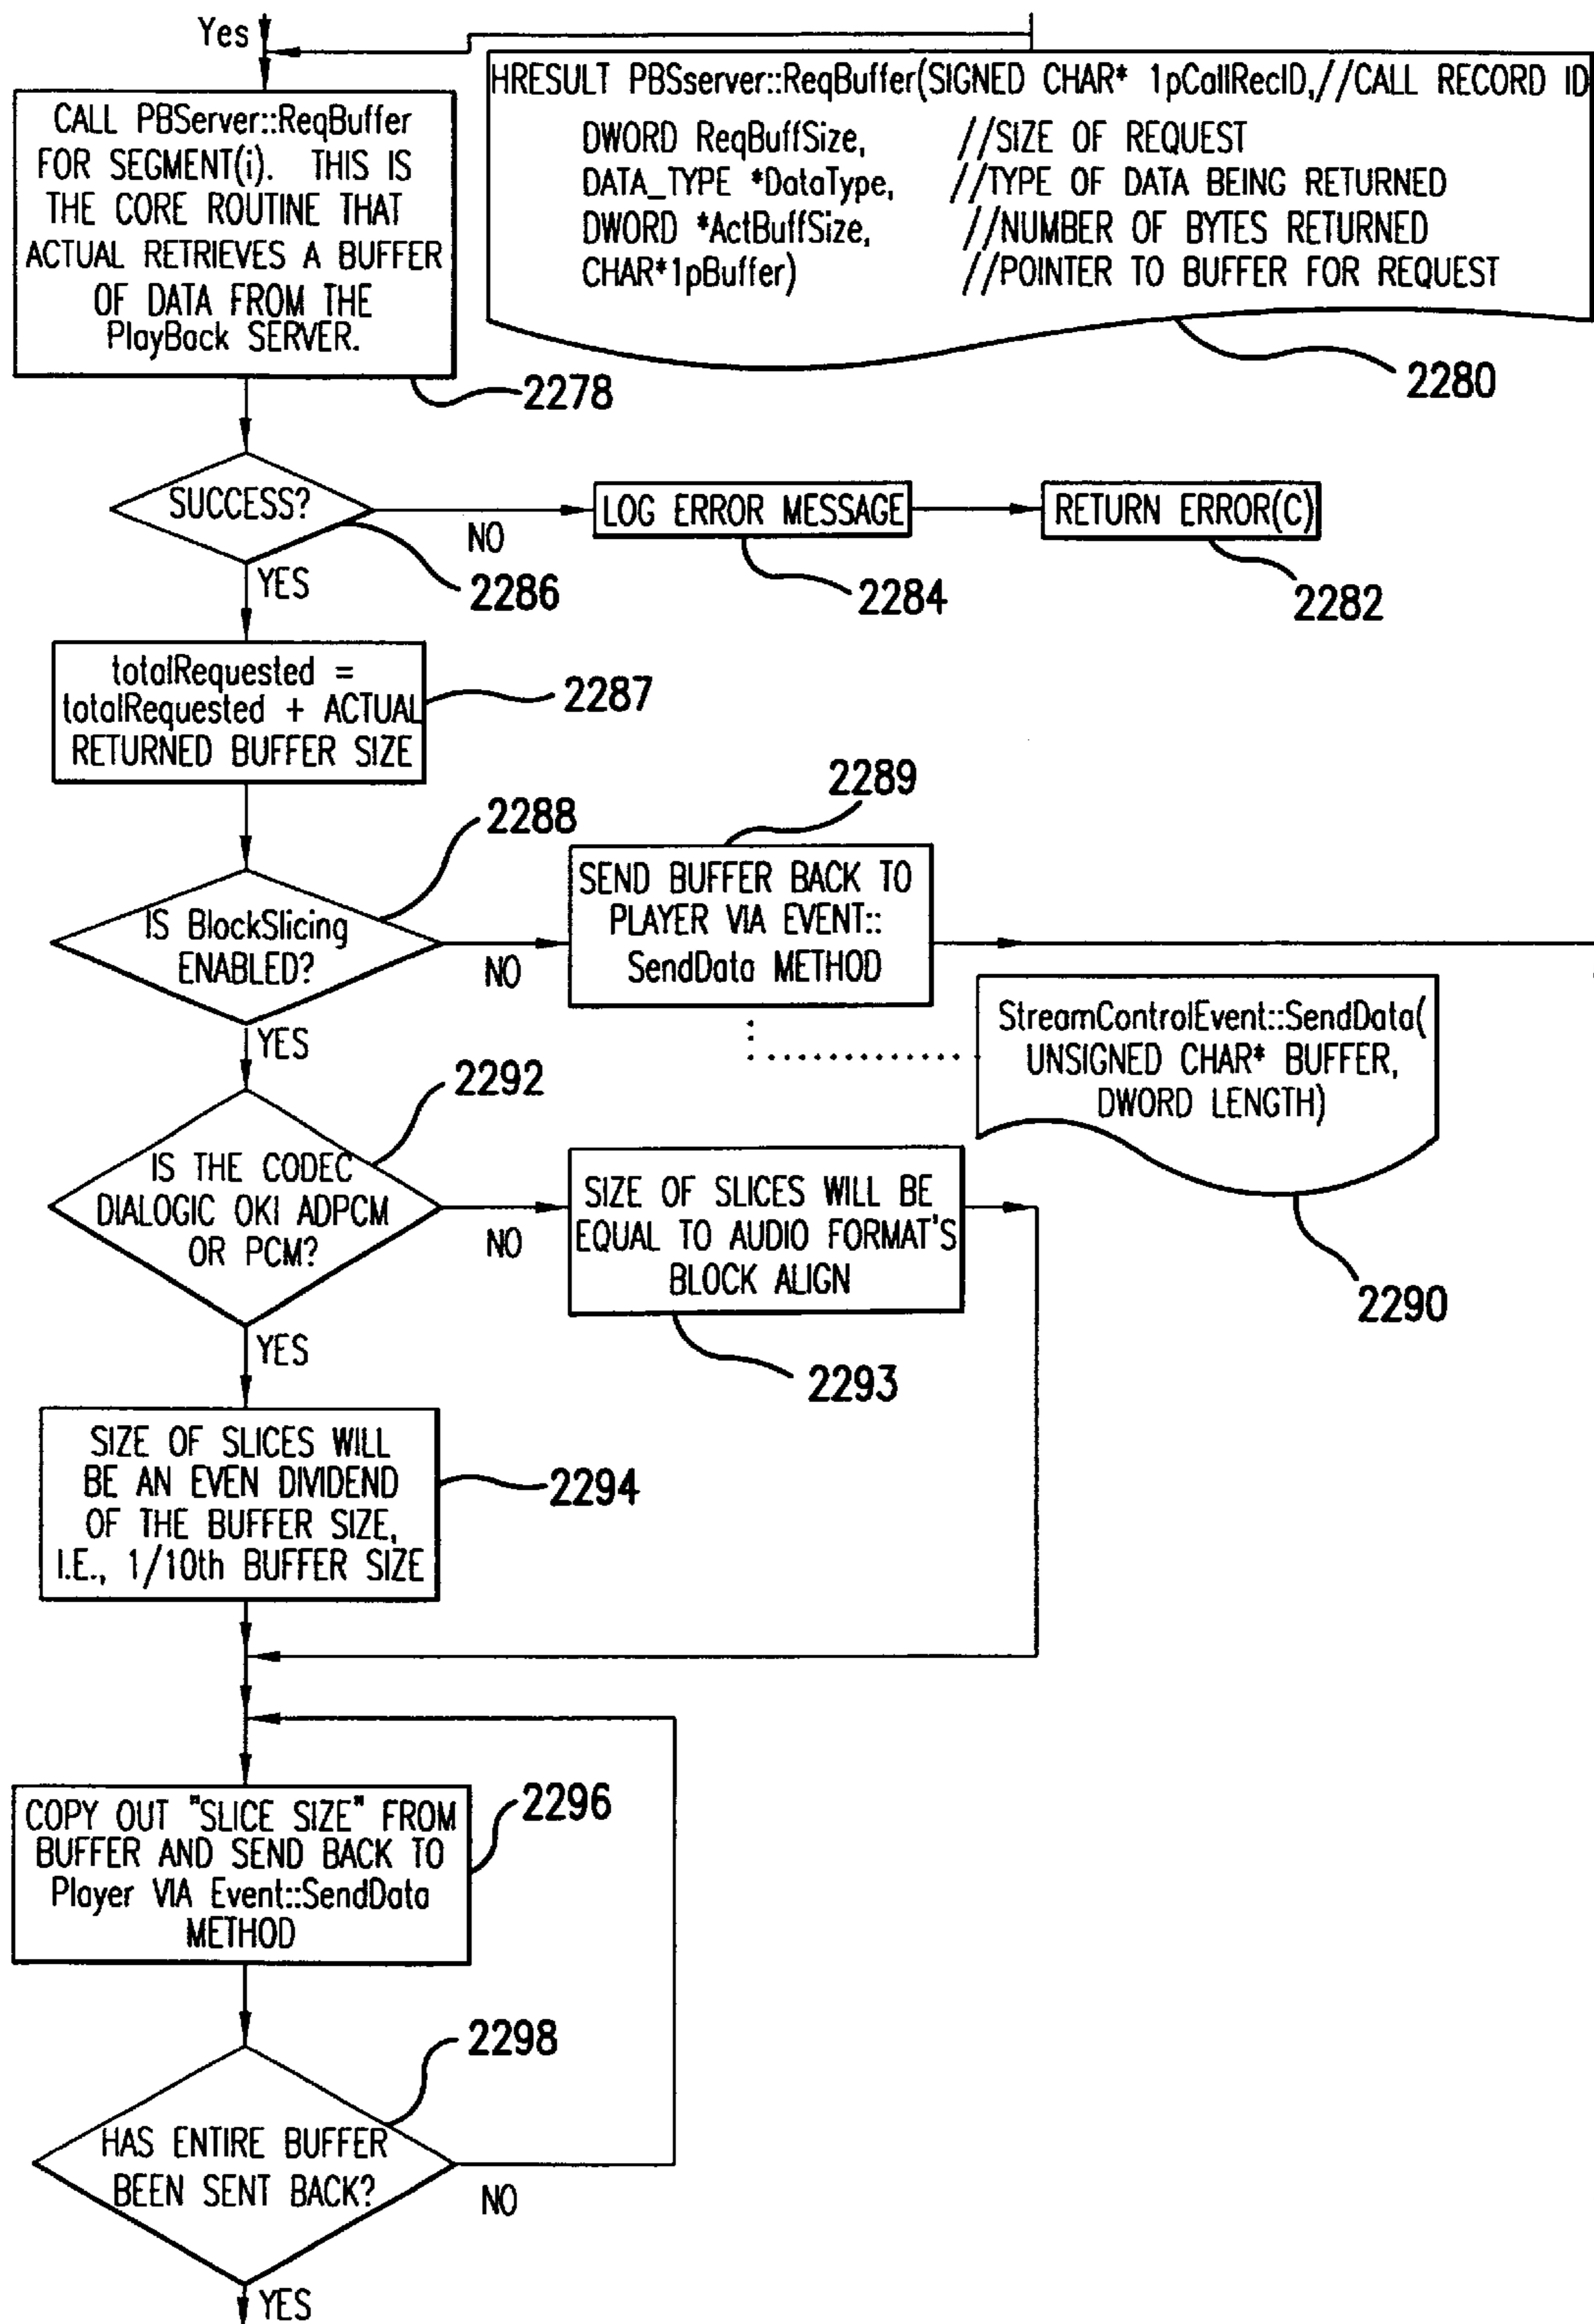 Yes
CALL PBServer::ReqBuffer
FOR SEGMENT(i). THIS IS
THE CORE ROUTINE THAT
ACTUAL RETRIEVES A BUFFER
OF DATA FROM THE
PlayBack SERVER.
2278
HRESULT PBSserver::ReqBuffer(SIGNED CHAR* 1pCallRecID,//CALL RECORD ID
DWORD ReqBuffSize, //SIZE OF REQUEST
DATA_TYPE *DataType, //TYPE OF DATA BEING RETURNED
DWORD *ActBuffSize, //NUMBER OF BYTES RETURNED
CHAR*1pBuffer) //POINTER TO BUFFER FOR REQUEST
2280
SUCCESS?
NO
YES
2286
LOG ERROR MESSAGE
2284
RETURN ERROR(C)
2282
totalRequested =
totalRequested + ACTUAL
RETURNED BUFFER SIZE
2287
IS BlockSlicing
ENABLED?
2288
NO
YES
SEND BUFFER BACK TO
PLAYER VIA EVENT::
SendData METHOD
2289
StreamControlEvent::SendData(
UNSIGNED CHAR* BUFFER,
DWORD LENGTH)
2290
IS THE CODEC
DIALOGIC OKI ADPCM
OR PCM?
2292
NO
YES
SIZE OF SLICES WILL BE
EQUAL TO AUDIO FORMAT'S
BLOCK ALIGN
2293
SIZE OF SLICES WILL
BE AN EVEN DIVIDEND
OF THE BUFFER SIZE,
I.E., 1/10th BUFFER SIZE
2294
COPY OUT "SLICE SIZE" FROM
BUFFER AND SEND BACK TO
Player VIA Event::SendData
METHOD
2296
HAS ENTIRE BUFFER
BEEN SENT BACK?
2298
NO
YES